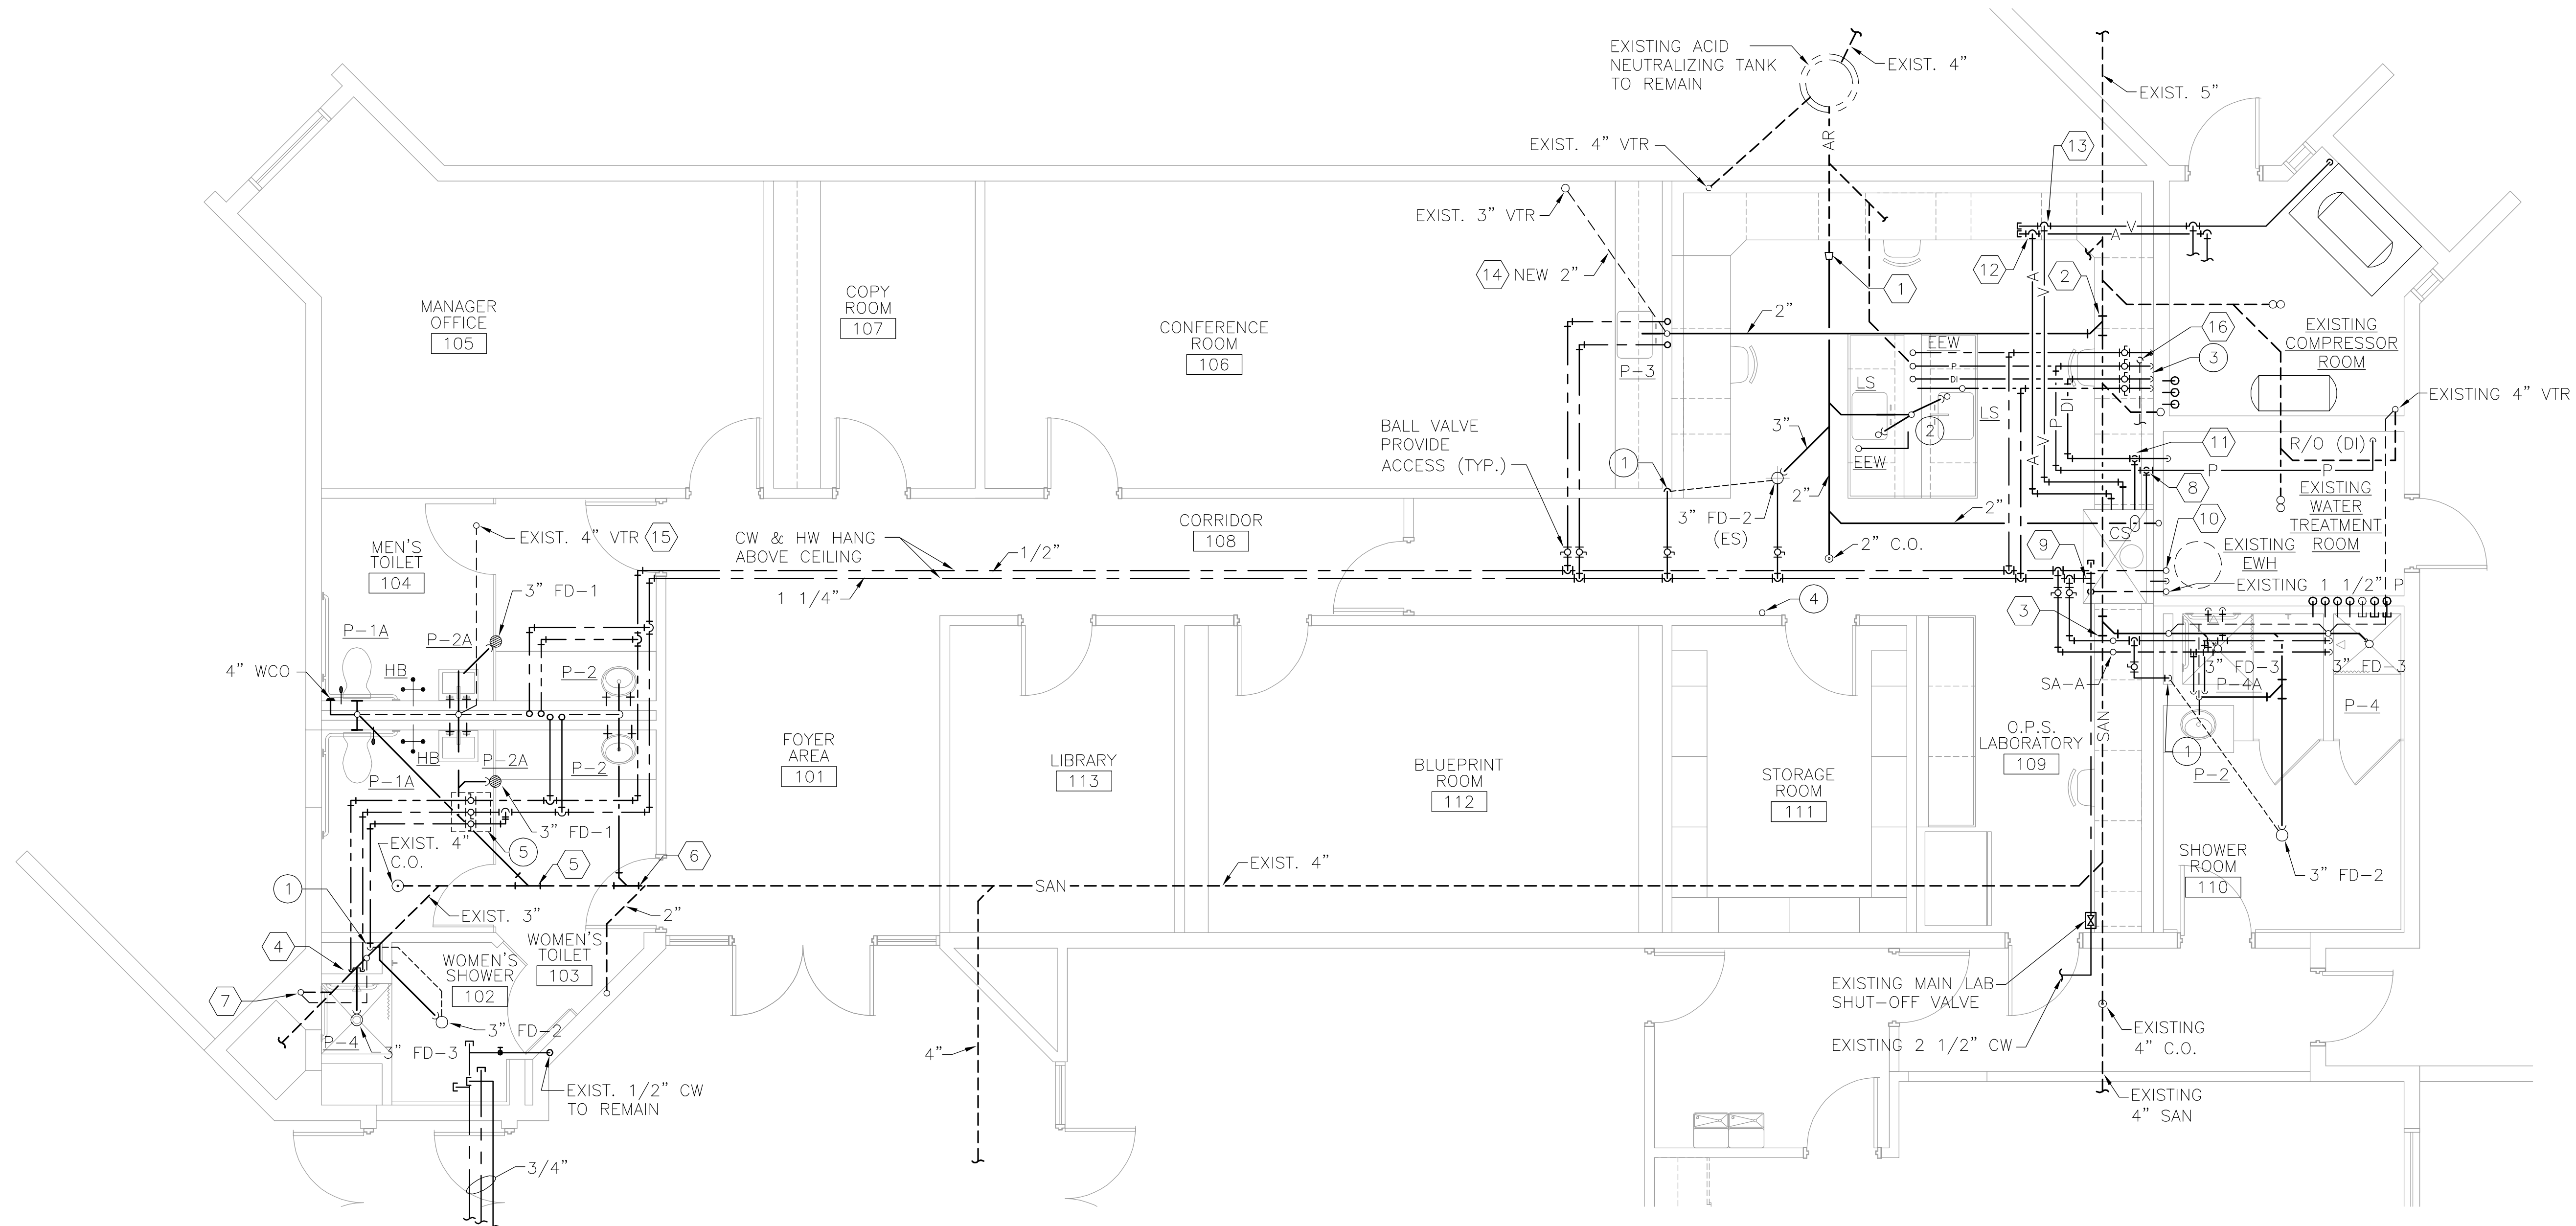 EXISTING ACID
NEUTRALIZING TANK
TO REMAIN
EXIST. 4"
EXIST. 5"
AR
EXIST. 4" VTR
13
EXIST. 3" VTR
V
A
14
NEW 2"
12
2
1
A
V
A
V
MANAGER
OFFICE
105
COPY
ROOM
107
CONFERENCE
ROOM
106
2"
16
3
EXISTING
COMPRESSOR
ROOM
P-3
EEW
P
DI
LS
LS
2
EEW
DI
P
EXISTING 4" VTR
BALL VALVE
PROVIDE
ACCESS (TYP.)
1
3"
2"
A
V
11
R/O (DI)
P
P
8
EXISTING
WATER
TREATMENT
ROOM
3" FD-2
(ES)
2"
CS
10
9
EXISTING
EWH
2" C.O.
EXISTING 1 1/2" P
EXIST. 4" VTR
15
MEN'S
TOILET
104
CW & HW HANG
ABOVE CEILING
1/2"
CORRIDOR
108
1 1/4"
4
3
3" FD-1
P-1A
P-2A
HB
P-2
4" WCO
3" FD-3
3" FD-3
SA-A
P-4A
P-4
1
P-2
P-1A
HB
P-2A
P-2
FOYER
AREA
101
LIBRARY
113
BLUEPRINT
ROOM
112
STORAGE
ROOM
111
O.P.S.
LABORATORY
109
SAN
3" FD-1
EXIST.
C.O.
4"
5
5
6
1
SAN
EXIST. 4"
SHOWER
ROOM
110
3" FD-2
EXIST. 3"
2"
4
WOMEN'S
SHOWER
102
WOMEN'S
TOILET
103
7
3" FD-2
P-4
3" FD-3
4"
EXISTING MAIN LAB
SHUT-OFF VALVE
EXISTING 2 1/2" CW
EXISTING
4" C.O.
EXIST. 1/2" CW
TO REMAIN
EXISTING
4" SAN
3/4"